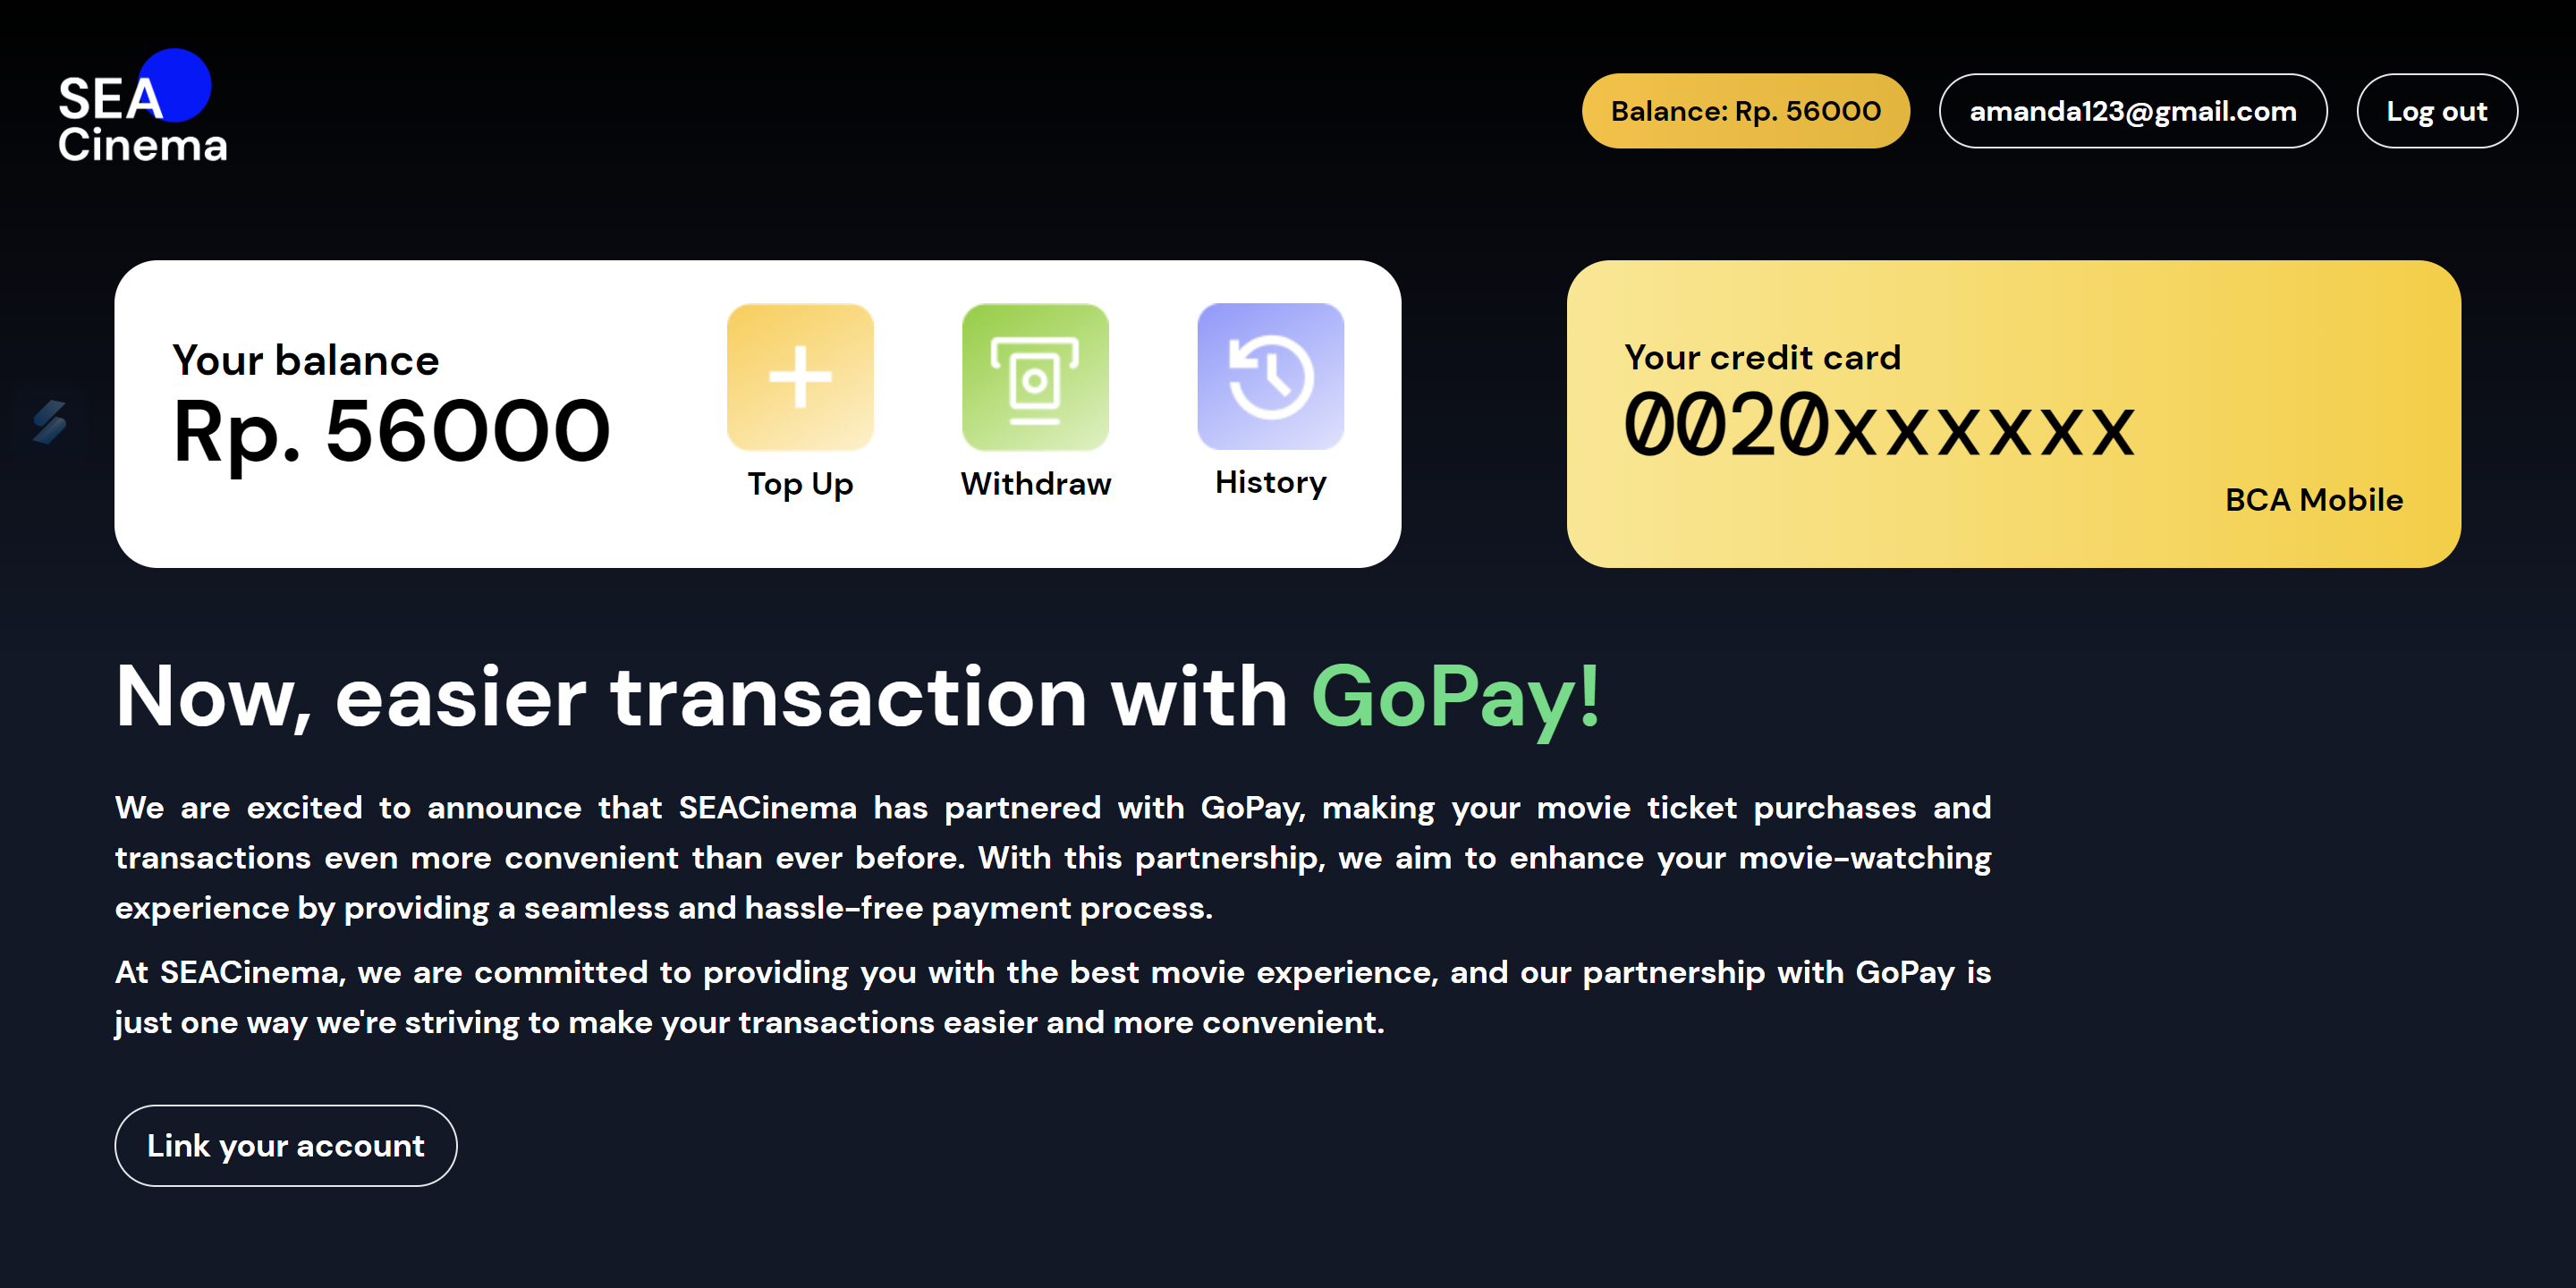 SEA
Cinema
Balance: Rp. 56000
amanda123@gmail.com
Log out
Your balance
Rp. 56000
Top Up
Withdraw
History
Your credit card
0020xxxxxx
BCA Mobile
Now, easier transaction with GoPay!
We are excited to announce that SEACinema has partnered with GoPay, making your movie ticket purchases and
transactions even more convenient than ever before. With this partnership, we aim to enhance your movie-watching
experience by providing a seamless and hassle-free payment process.
At SEACinema, we are committed to providing you with the best movie experience, and our partnership with GoPay is
just one way we're striving to make your transactions easier and more convenient.
Link your account